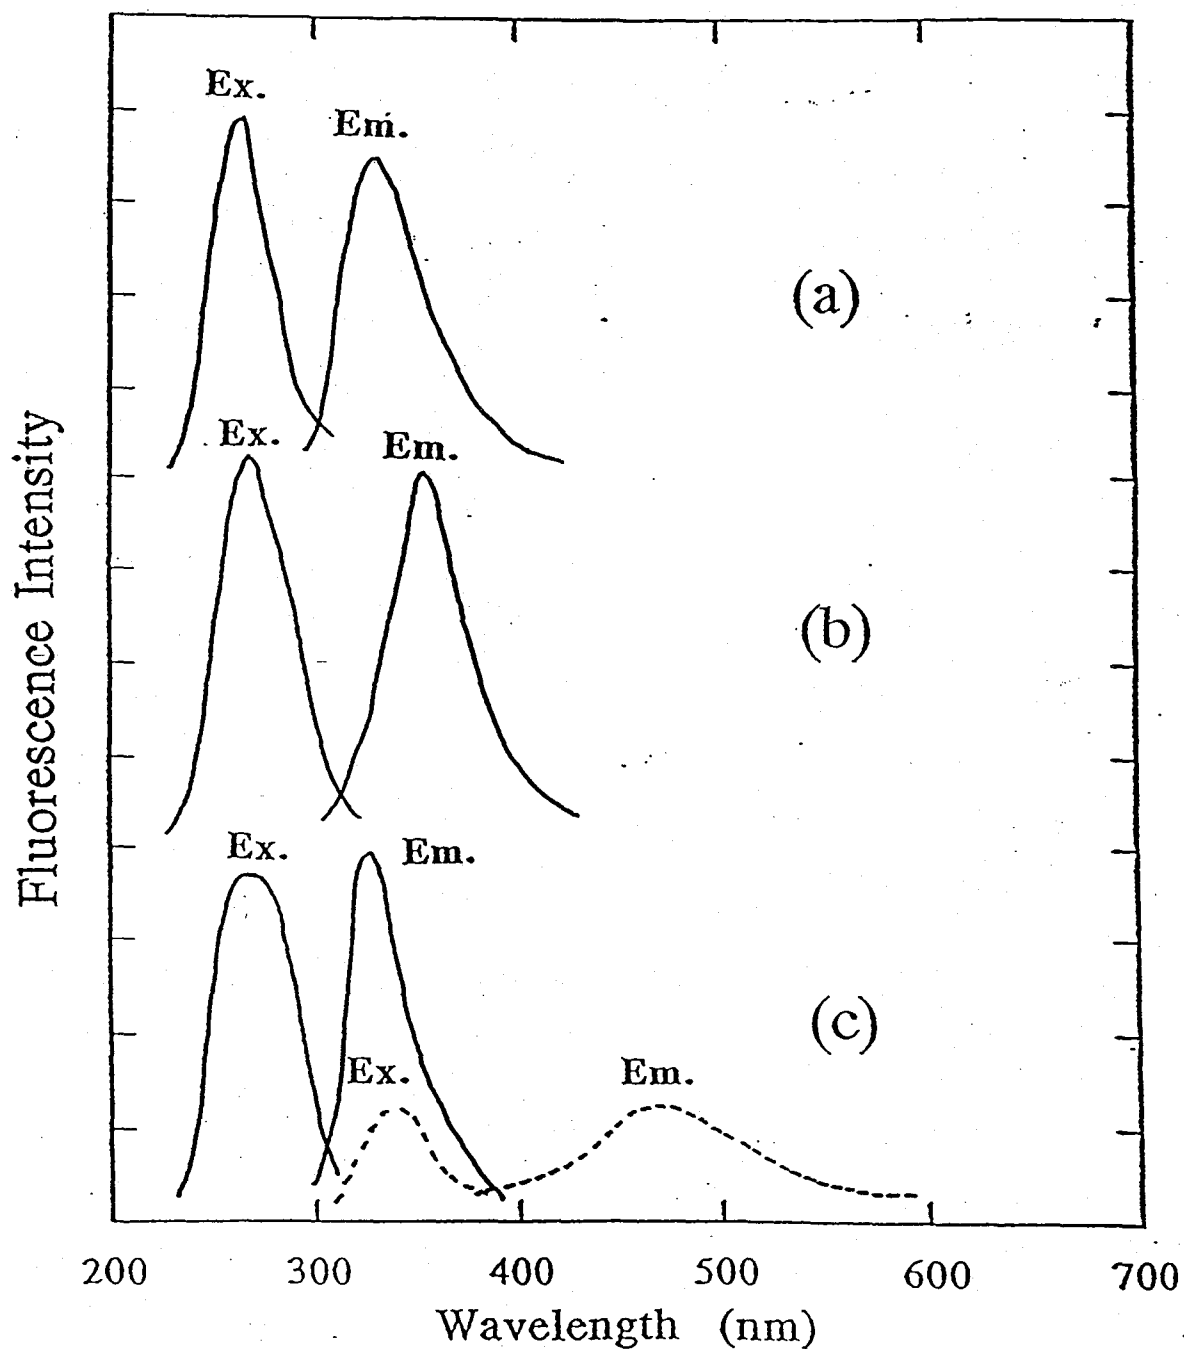 Ex.
Em.
(a)
Ex.
Em.
(b)
Ex.
Em.
(c)
Ex.
Em.
Fluorescence Intensity
200 300 400 500 600 700
Wavelength (nm)